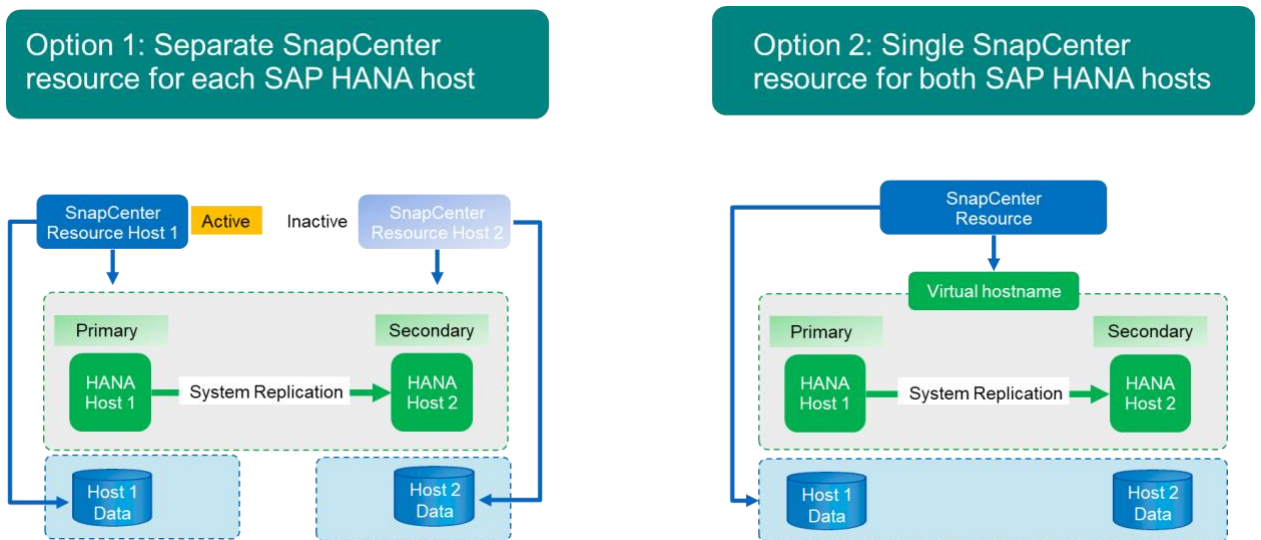 Option 1: Separate SnapCenter
resource for each SAP HANA host
SnapCenter
Resource Host 1
Active
Inactive
SnapCenter
Resource Host 2
Primary
Secondary
HANA
Host 1
System Replication
HANA
Host 2
Host 1
Data
Host 2
Data
Option 2: Single SnapCenter
resource for both SAP HANA hosts
SnapCenter
Resource
Virtual hostname
Primary
Secondary
HANA
Host 1
System Replication
HANA
Host 2
Host 1
Data
Host 2
Data